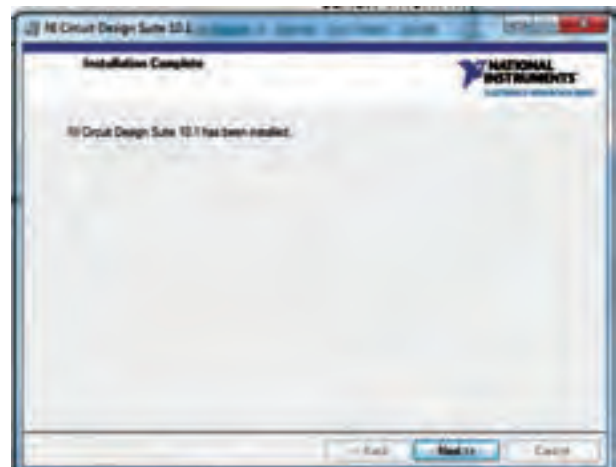 NI Circuit Design Suite 10.1
Installation Complete
NATIONAL
INSTRUMENTS
NI Circuit Design Suite 10.1 has been installed.
<< Back
Next >>
Cancel